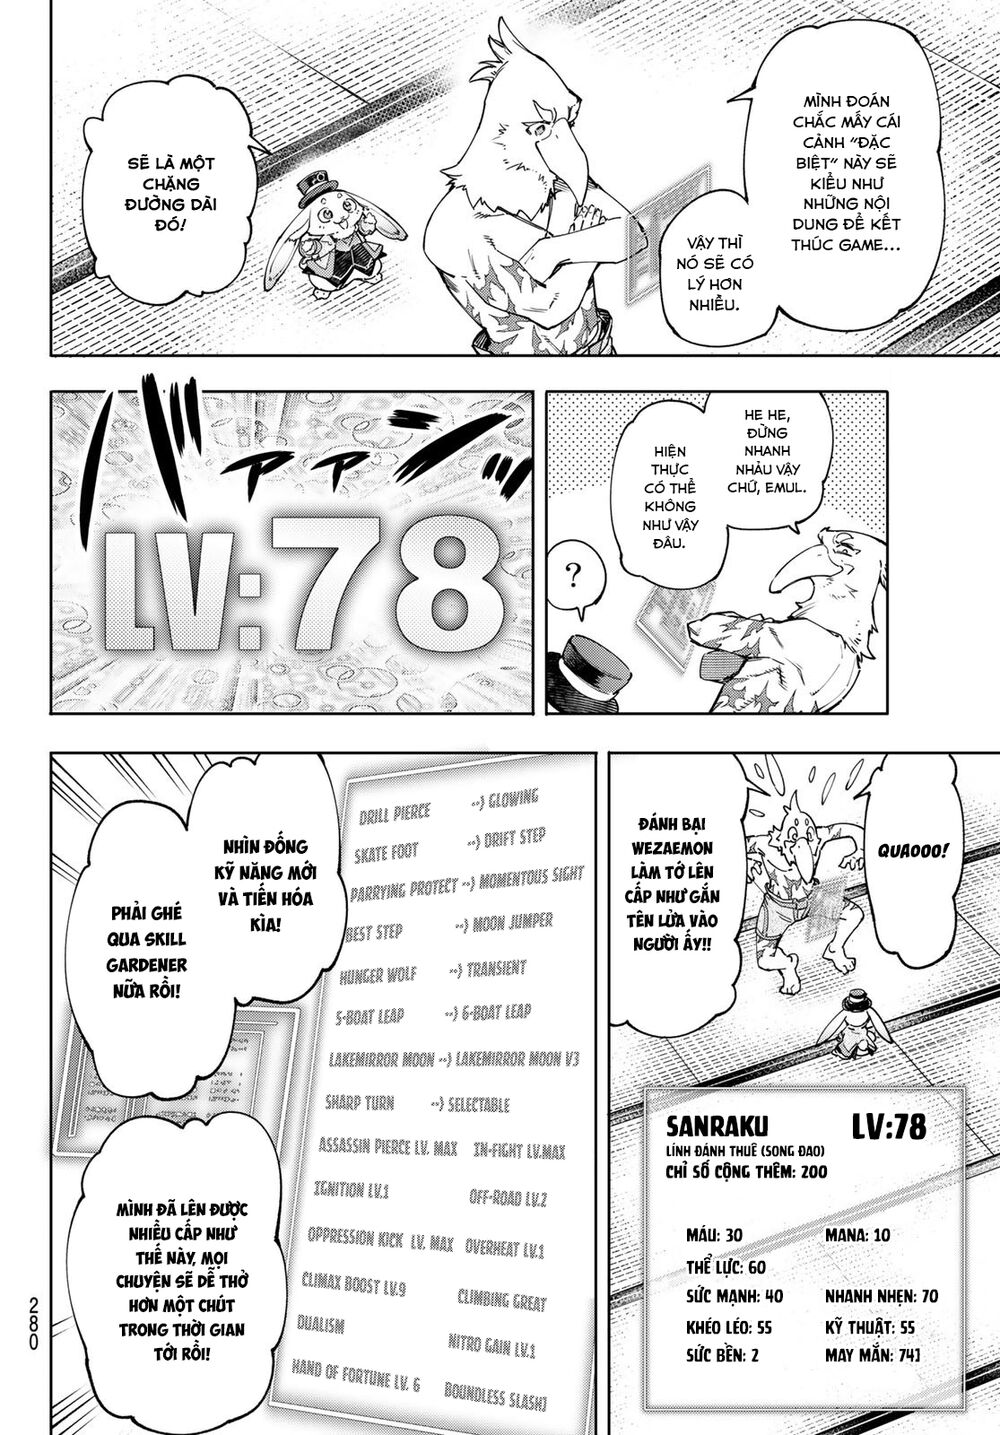 MÌNH ĐOÁN
CHẮC MẤY CÁI
CẢNH "ĐẶC
BIỆT" NÀY SẼ
KIỂU NHƯ
NHỮNG NỘI
DUNG ĐỂ KẾT
THÚC GAME...
VẬY THÌ
NÓ SẼ CÓ
LÝ HƠN
NHIỀU.
SẼ LÀ MỘT
CHẶNG
ĐƯỜNG DÀI
ĐÓ!
HE HE,
ĐỪNG
NHANH
NHẢU VẬY
CHỨ, EMUL.
HIỆN
THỰC
CÓ THỂ
KHÔNG
NHƯ VẬY
ĐÂU.
?
バァァァン
LV:78
QUAOOO!
ĐÁNH BẠI
WEZAEMON
LÀM TỚ LÊN
CẤP NHƯ GẮN
TÊN LỬA VÀO
NGƯỜI ẤY!!
SANRAKU LV:78
LÍNH ĐÁNH THUÊ (SONG ĐAO)
CHỈ SỐ CỘNG THÊM: 200
MÁU: 30 MANA: 10
THỂ LỰC: 60
SỨC MẠNH: 40 NHANH NHẸN: 70
KHÉO LÉO: 55 KỸ THUẬT: 55
SỨC BỀN: 2 MAY MẮN: 74]
DRILL PIERCE --) GLOWING
SKATE FOOT --) DRIFT STEP
PARRYING PROTECT --) MOMENTOUS SIGHT
BEST STEP --) MOON JUMPER
HUNGER WOLF --) TRANSIENT
5-BOAT LEAP --) 6-BOAT LEAP
LAKEMIRROR MOON --) LAKEMIRROR MOON V3
SHARP TURN --) SELECTABLE
ASSASSIN PIERCE LV. MAX IN-FIGHT LV.MAX
IGNITION LV.1 OFF-ROAD LV.2
OPPRESSION KICK LV. MAX OVERHEAT LV.1
CLIMAX BOOST LV.9 CLIMBING GREAT
DUALISM NITRO GAIN LV.1
HAND OF FORTUNE LV. 6 BOUNDLESS SLASH]
NHÌN ĐỐNG
KỸ NĂNG MỚI
VÀ TIẾN HÓA
KÌA!
PHẢI GHÉ
QUA SKILL
GARDENER
NỮA RỒI!
MÌNH ĐÃ LÊN ĐƯỢC
NHIỀU CẤP NHƯ
THẾ NÀY, MỌI
CHUYỆN SẼ DỄ THỞ
HƠN MỘT CHÚT
TRONG THỜI GIAN
TỚI RỒI!
280